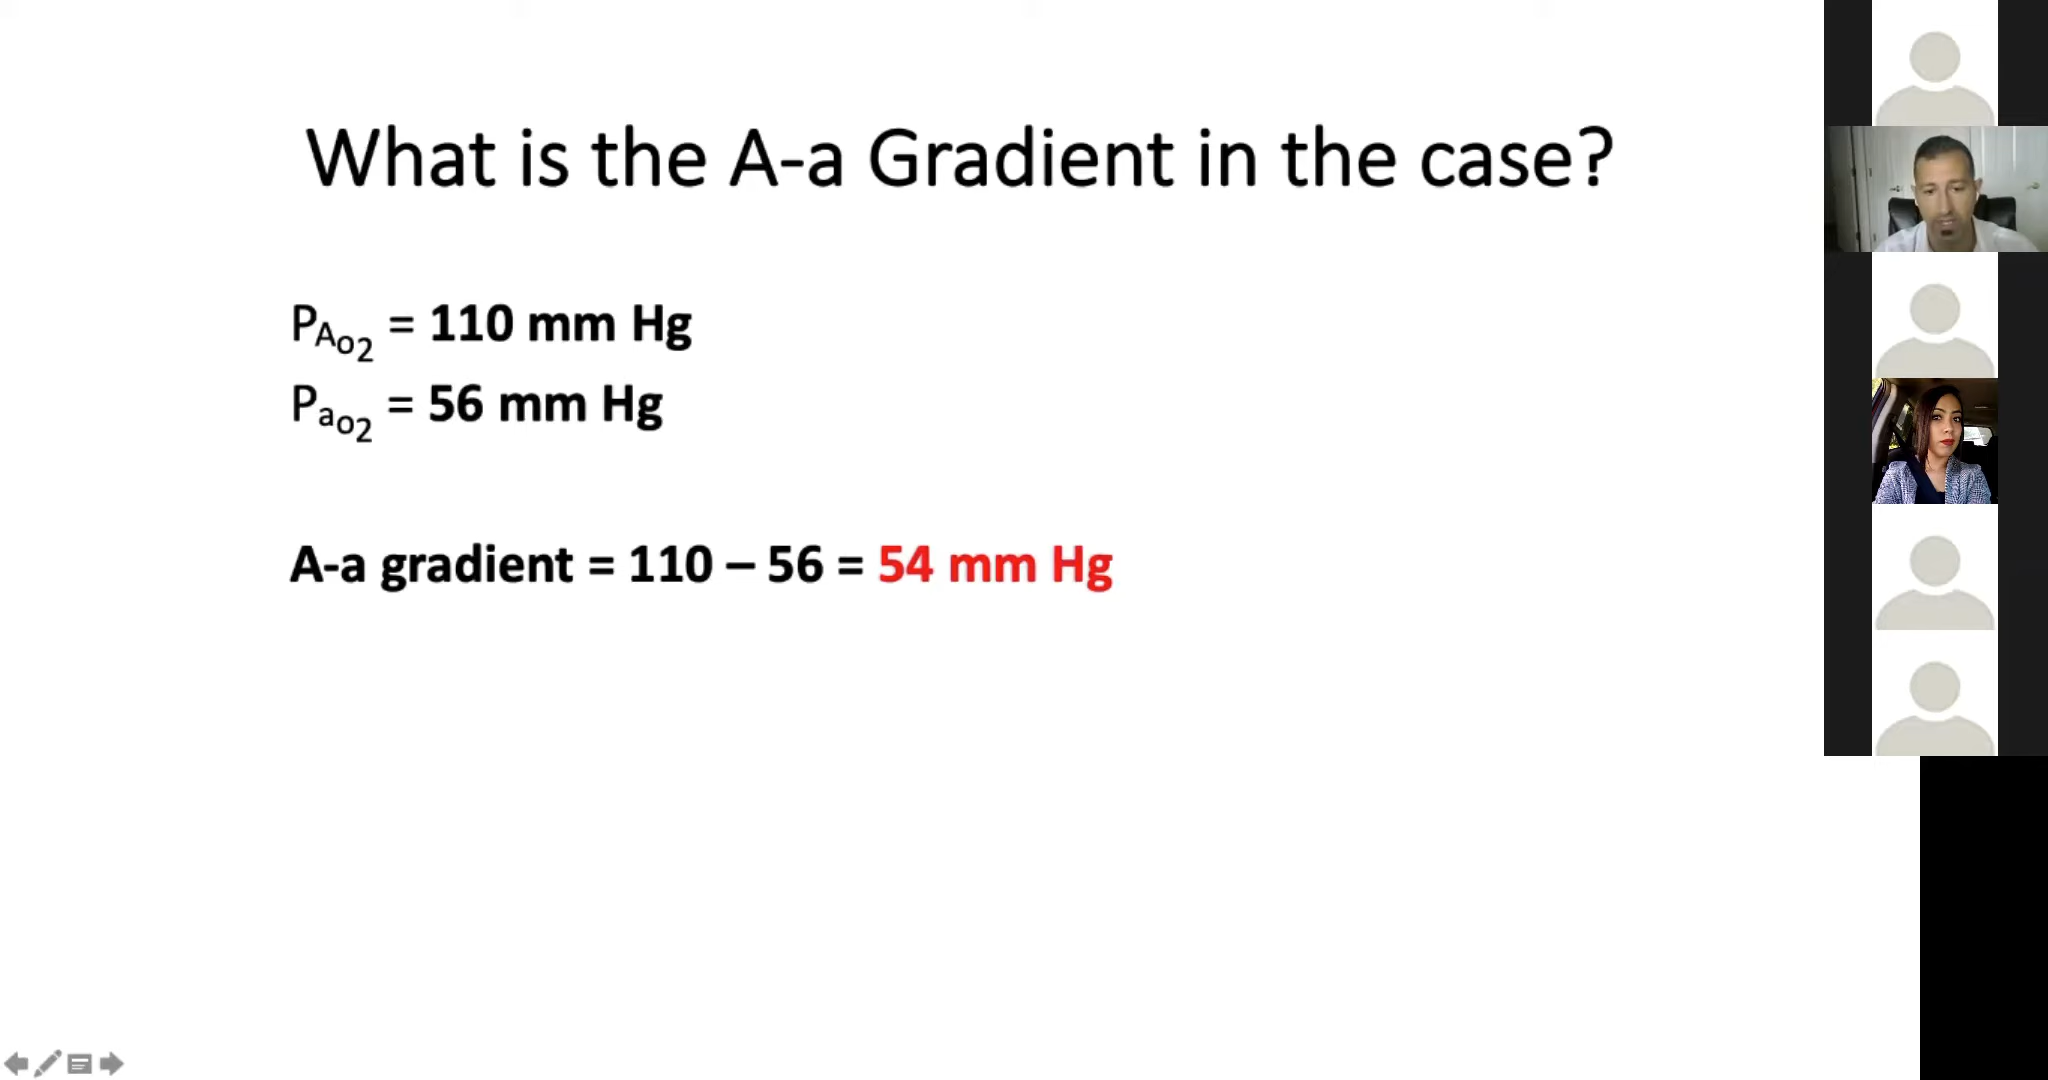 What is the A-a Gradient in the case?
PAo2 = 110 mm Hg
Pao2 = 56 mm Hg
A-a gradient = 110 – 56 = 54 mm Hg